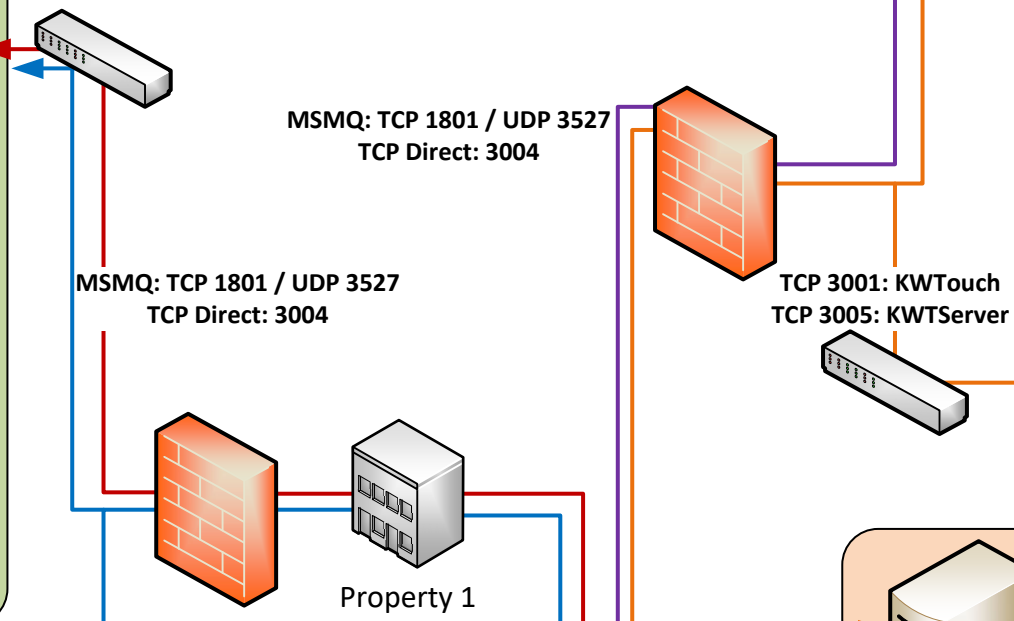 MSMQ: TCP 1801 / UDP 3527
TCP Direct: 3004
MSMQ: TCP 1801 / UDP 3527
TCP Direct: 3004
TCP 3001: KWTouch
TCP 3005: KWTServer
Property 1